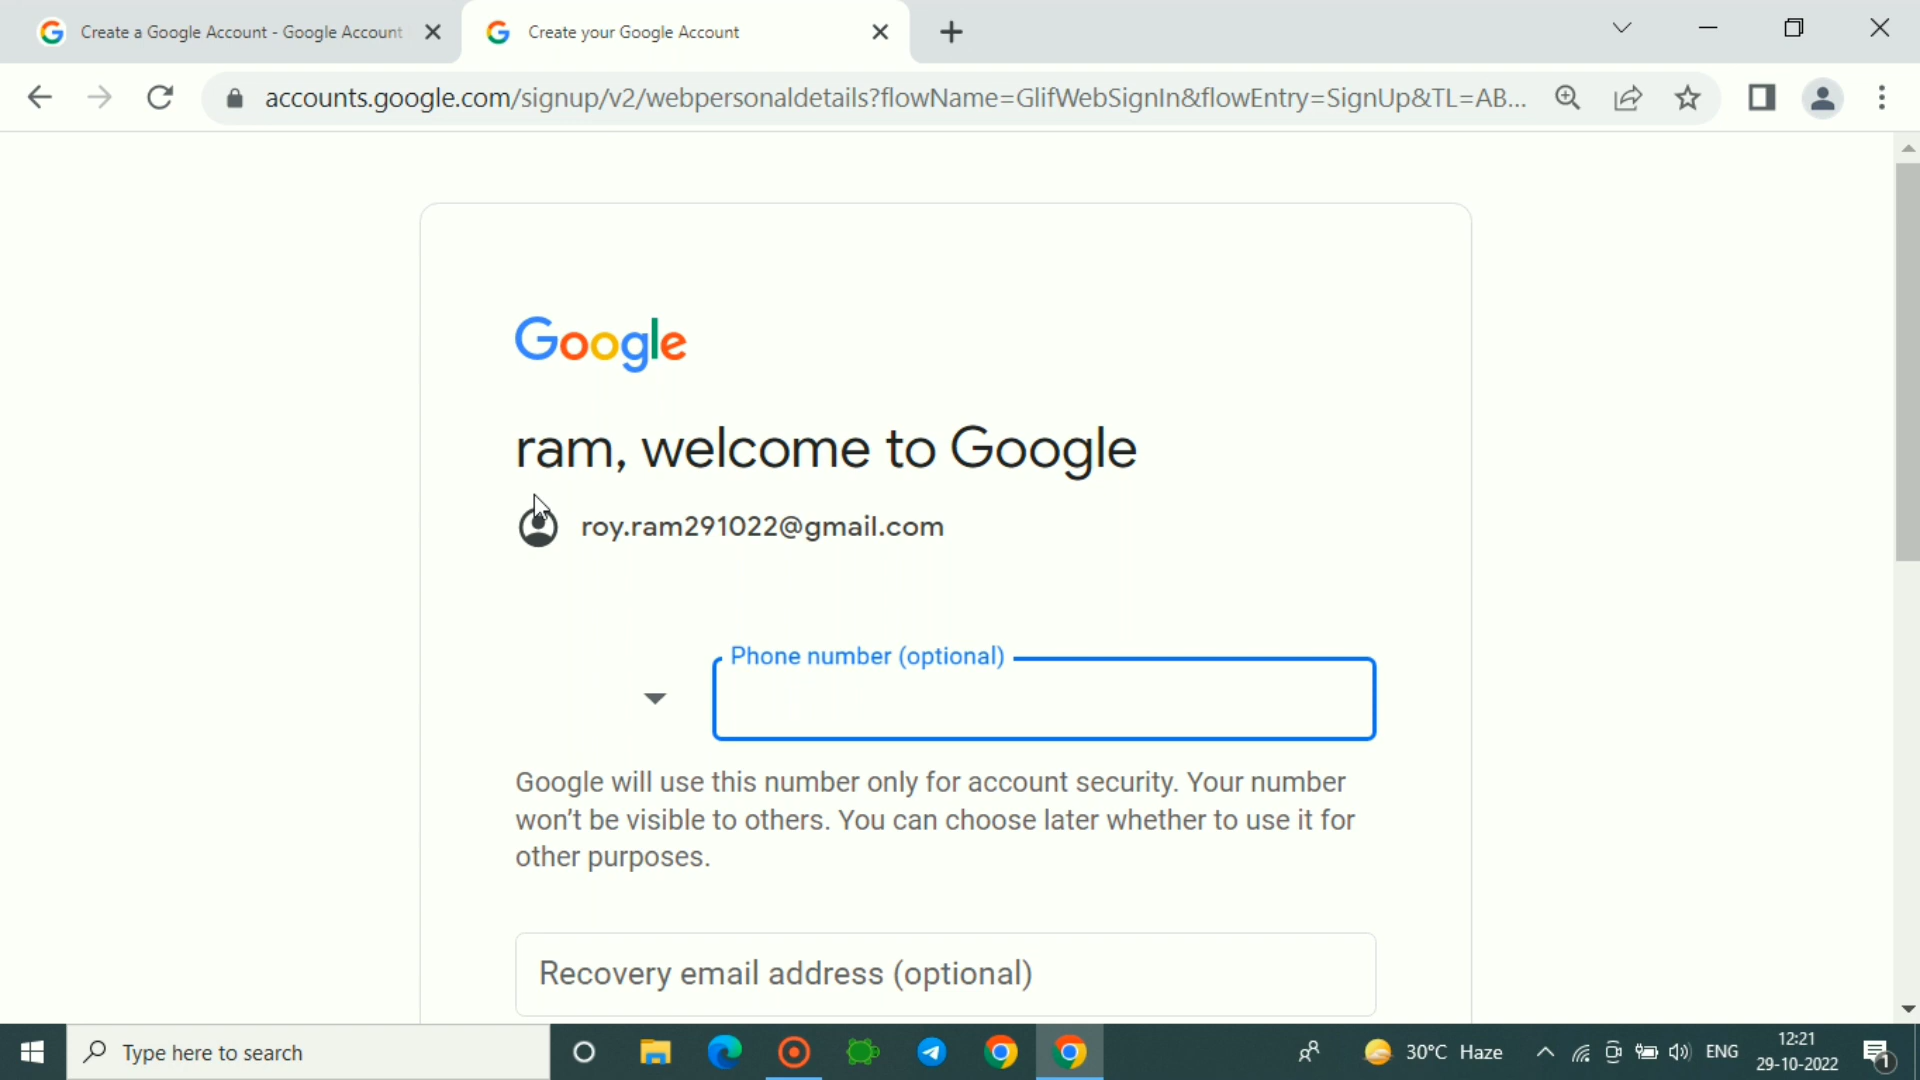 Create a Google Account - Google Account
Create your Google Account
accounts.google.com/signup/v2/webpersonaldetails?flowName=GlifWebSignIn&flowEntry=SignUp&TL=AB...
Google
ram, welcome to Google
roy.ram291022@gmail.com
Phone number (optional)
Google will use this number only for account security. Your number
won't be visible to others. You can choose later whether to use it for
other purposes.
Recovery email address (optional)
Type here to search
30°C Haze
ENG
12:21
29-10-2022
1